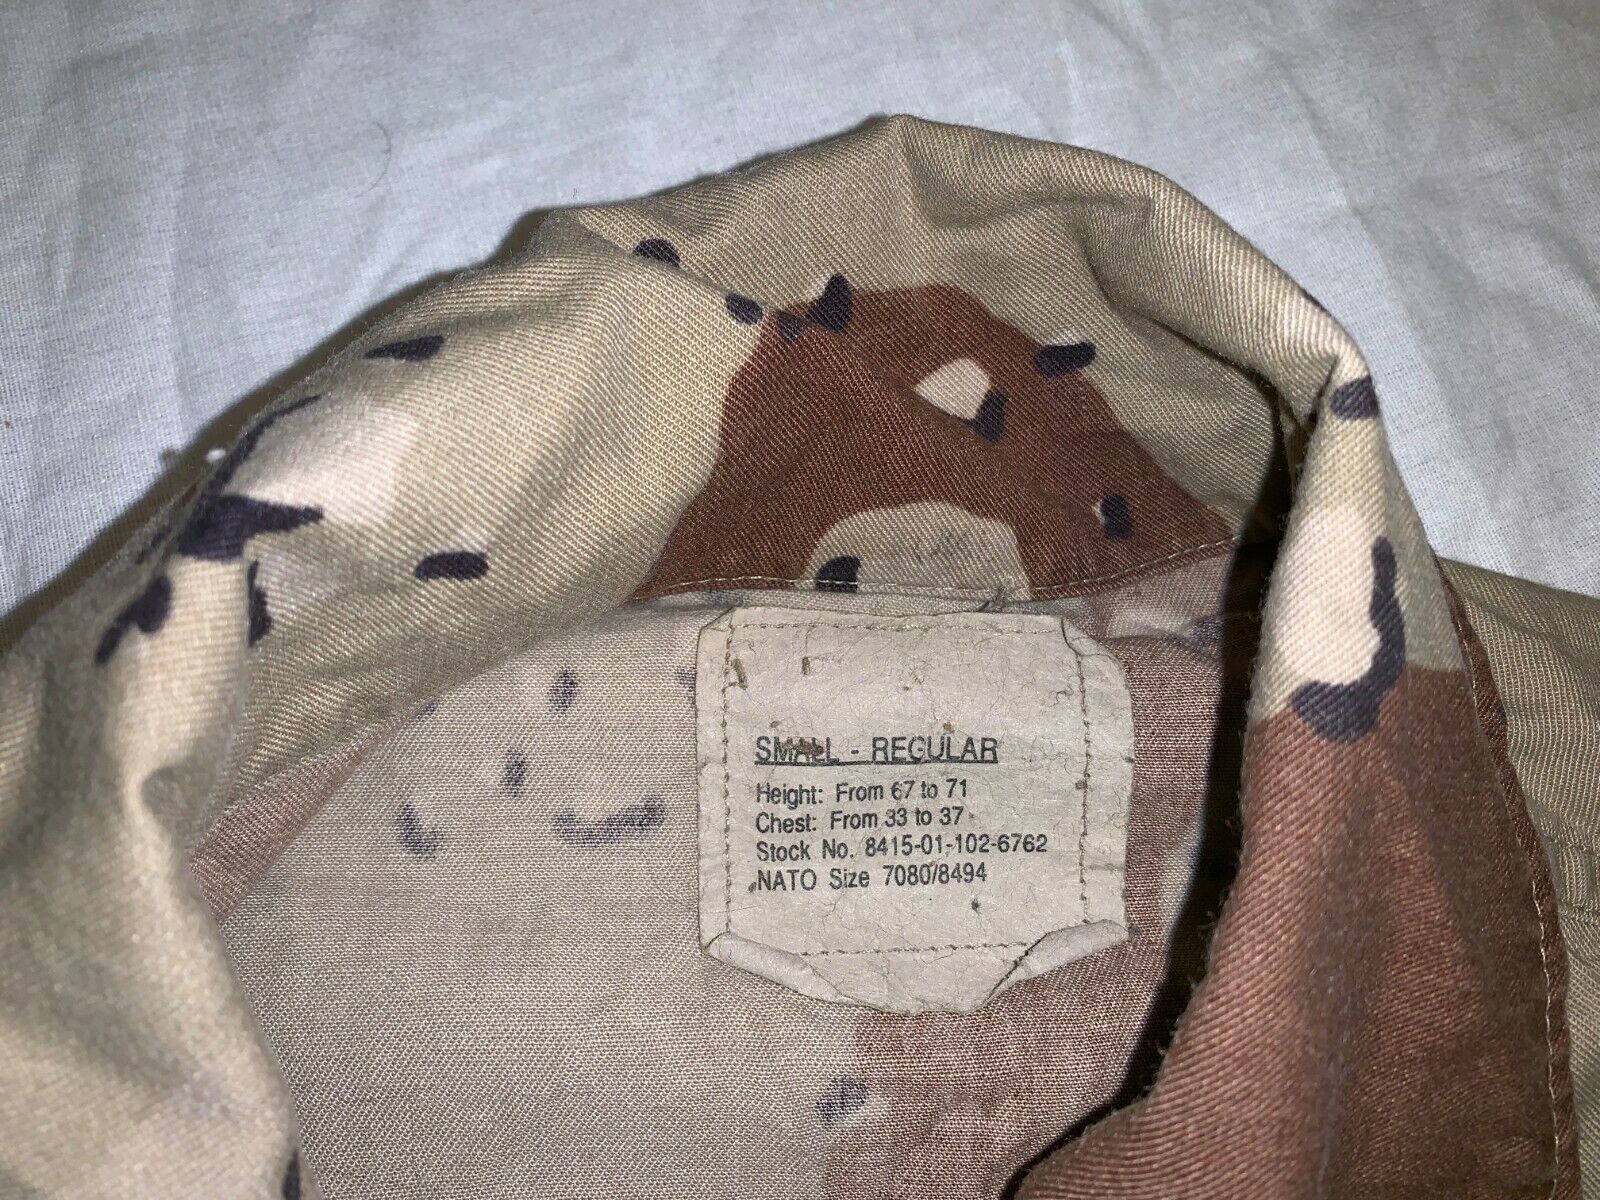 SMALL - REGULAR
Height: From 67 to 71
Chest: From 33 to 37
Stock No. 8415-01-102-6762
NATO Size 7080/8494